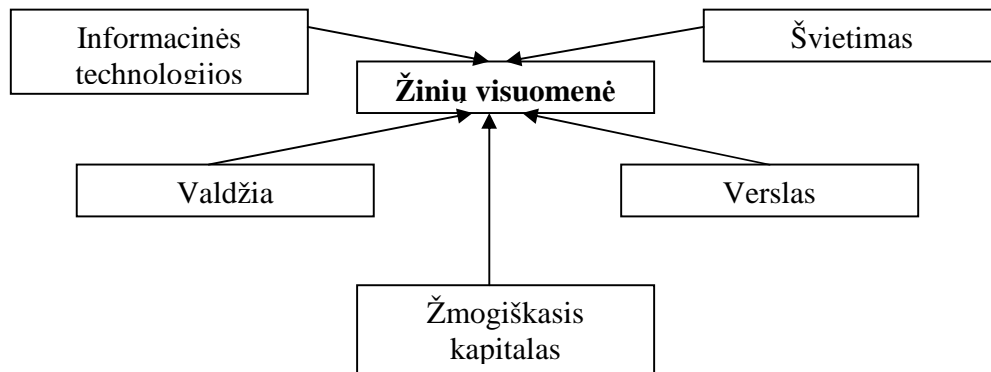 Informacinės
technologijos
Švietimas
Žinių visuomenė
Valdžia
Verslas
Žmogiškasis
kapitalas